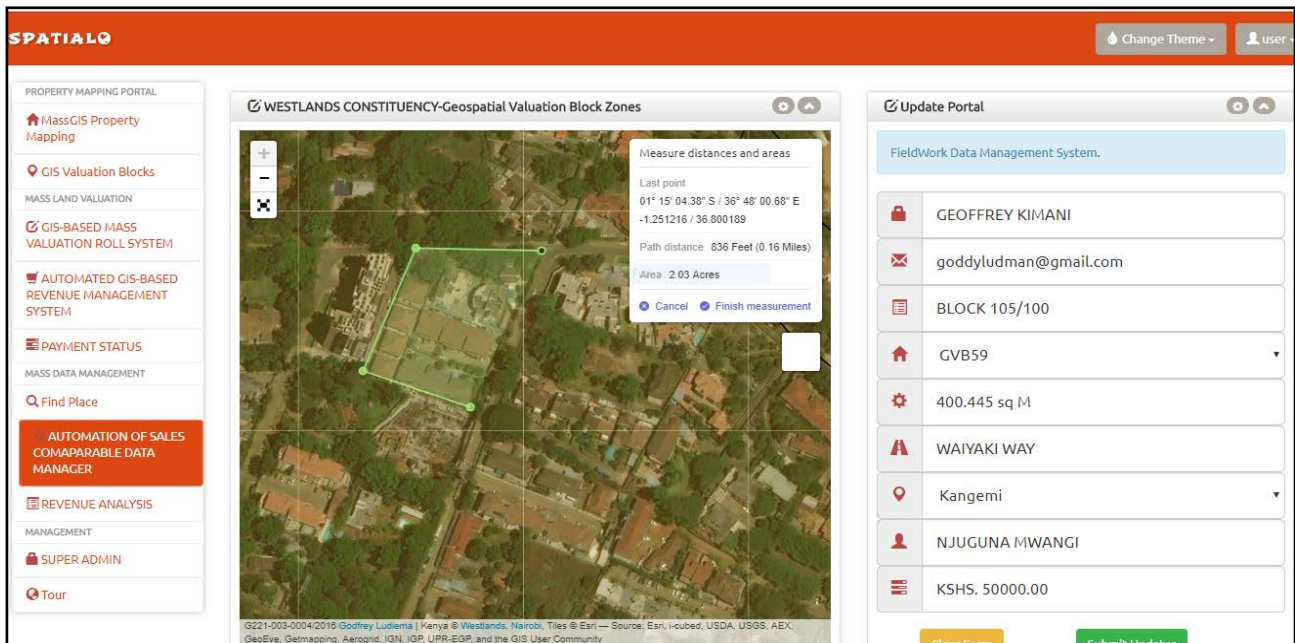 SPATIAL
Change Theme
user
PROPERTY MAPPING PORTAL
MassGIS Property
Mapping
GIS Valuation Blocks
MASS LAND VALUATION
GIS-BASED MASS
VALUATION ROLL SYSTEM
AUTOMATED GIS-BASED
REVENUE MANAGEMENT
SYSTEM
PAYMENT STATUS
MASS DATA MANAGEMENT
Find Place
AUTOMATION OF SALES
COMAPARABLE DATA
MANAGER
REVENUE ANALYSIS
MANAGEMENT
SUPER ADMIN
Tour
WESTLANDS CONSTITUENCY-Geospatial Valuation Block Zones
+
−
Measure distances and areas
Last point
01° 15' 04.38" S / 36° 48' 00.68" E
-1.251216 / 36.800189
Path distance 836 Feet (0.16 Miles)
Area 2.03 Acres
Cancel Finish measurement
G221-003-0004/2016 Godfrey Ludiema | Kenya © Westlands, Nairobi, Tiles © Esri — Source: Esri, i-cubed, USDA, USGS, AEX,
GeoEye, Getmapping, Aerogrid, IGN, IGP, UPR-EGP, and the GIS User Community
Update Portal
FieldWork Data Management System.
GEOFFREY KIMANI
goddyludman@gmail.com
BLOCK 105/100
GVB59
400.445 sq M
WAIYAKI WAY
Kangemi
NJUGUNA MWANGI
KSHS. 50000.00
Clear Form
Submit Updates